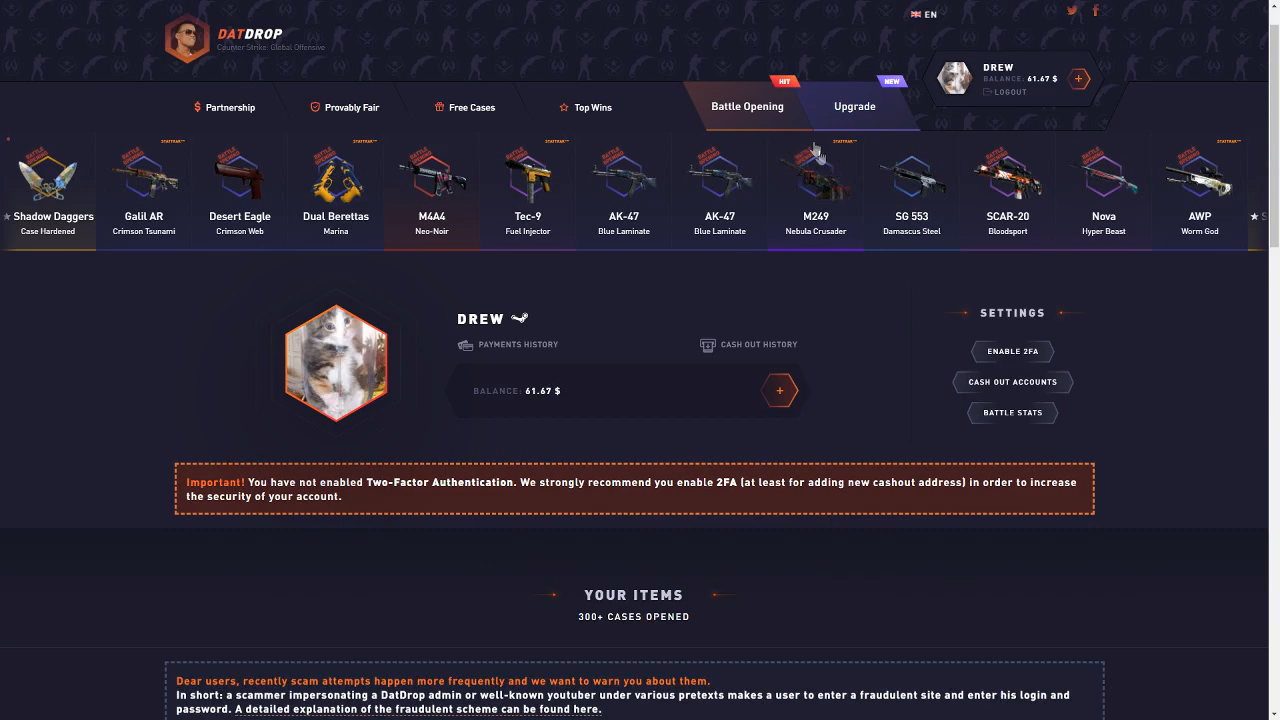 EN
DATDROP
Counter Strike: Global Offensive
DREW
BALANCE: 61.67 $
+
LOGOUT
HIT
NEW
Partnership
Provably Fair
Free Cases
Top Wins
Battle Opening
Upgrade
★ Shadow Daggers
Case Hardened
STATTRAK™
Galil AR
Crimson Tsunami
Desert Eagle
Crimson Web
STATTRAK™
Dual Berettas
Marina
M4A4
Neo-Noir
STATTRAK™
Tec-9
Fuel Injector
AK-47
Blue Laminate
AK-47
Blue Laminate
STATTRAK™
M249
Nebula Crusader
SG 553
Damascus Steel
SCAR-20
Bloodsport
Nova
Hyper Beast
AWP
Worm God
★ S
DREW
PAYMENTS HISTORY
CASH OUT HISTORY
BALANCE: 61.67 $
+
SETTINGS
ENABLE 2FA
CASH OUT ACCOUNTS
BATTLE STATS
Important! You have not enabled Two-Factor Authentication. We strongly recommend you enable 2FA (at least for adding new cashout address) in order to increase
the security of your account.
YOUR ITEMS
300+ CASES OPENED
Dear users, recently scam attempts happen more frequently and we want to warn you about them.
In short: a scammer impersonating a DatDrop admin or well-known youtuber under various pretexts makes a user to enter a fraudulent site and enter his login and
password. A detailed explanation of the fraudulent scheme can be found here.